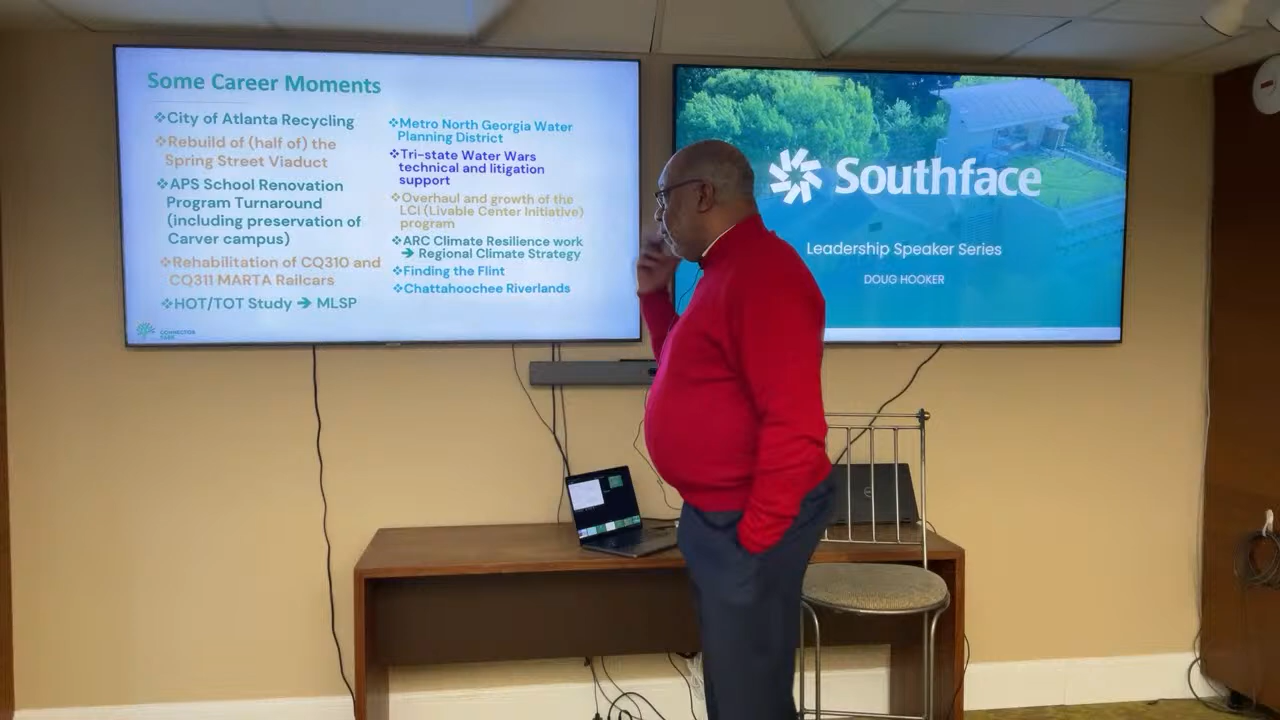 Some Career Moments
❖City of Atlanta Recycling
❖Rebuild of (half of) the
Spring Street Viaduct
❖APS School Renovation
Program Turnaround
(including preservation of
Carver campus)
❖Rehabilitation of CQ310 and
CQ311 MARTA Railcars
❖HOT/TOT Study ➔ MLSP
❖Metro North Georgia Water
Planning District
❖Tri-state Water Wars
technical and litigation
support
❖Overhaul and growth of the
LCI (Livable Center Initiative)
program
❖ARC Climate Resilience work
➔ Regional Climate Strategy
❖Finding the Flint
❖Chattahoochee Riverlands
CONNECTOR
PARK
Southface
Leadership Speaker Series
DOUG HOOKER